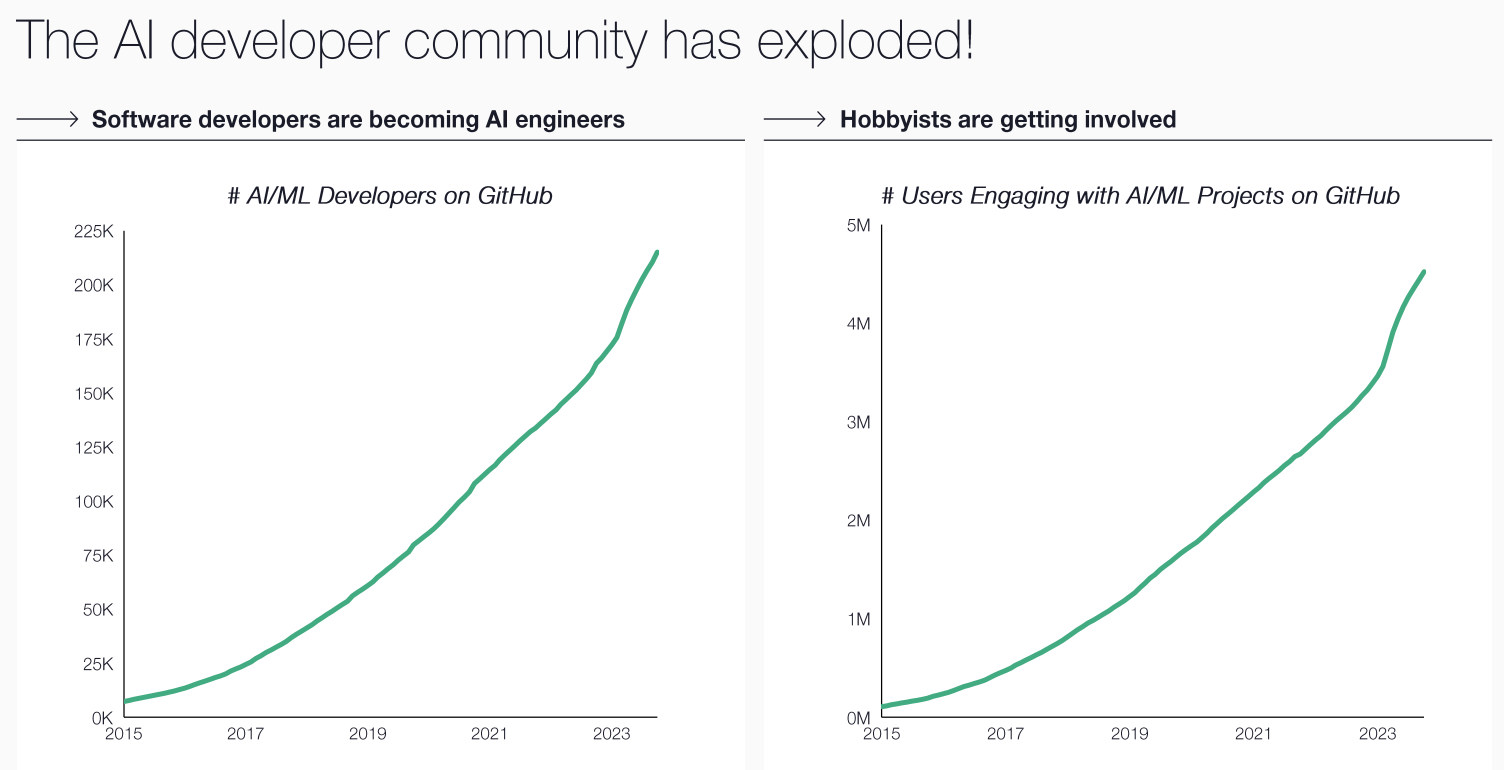 The AI developer community has exploded!
Software developers are becoming AI engineers
# AI/ML Developers on GitHub
225K
200K
175K
150K
125K
100K
75K
50K
25K
0K
2015 2017 2019 2021 2023
Hobbyists are getting involved
# Users Engaging with AI/ML Projects on GitHub
5M
4M
3M
2M
1M
0M
2015 2017 2019 2021 2023